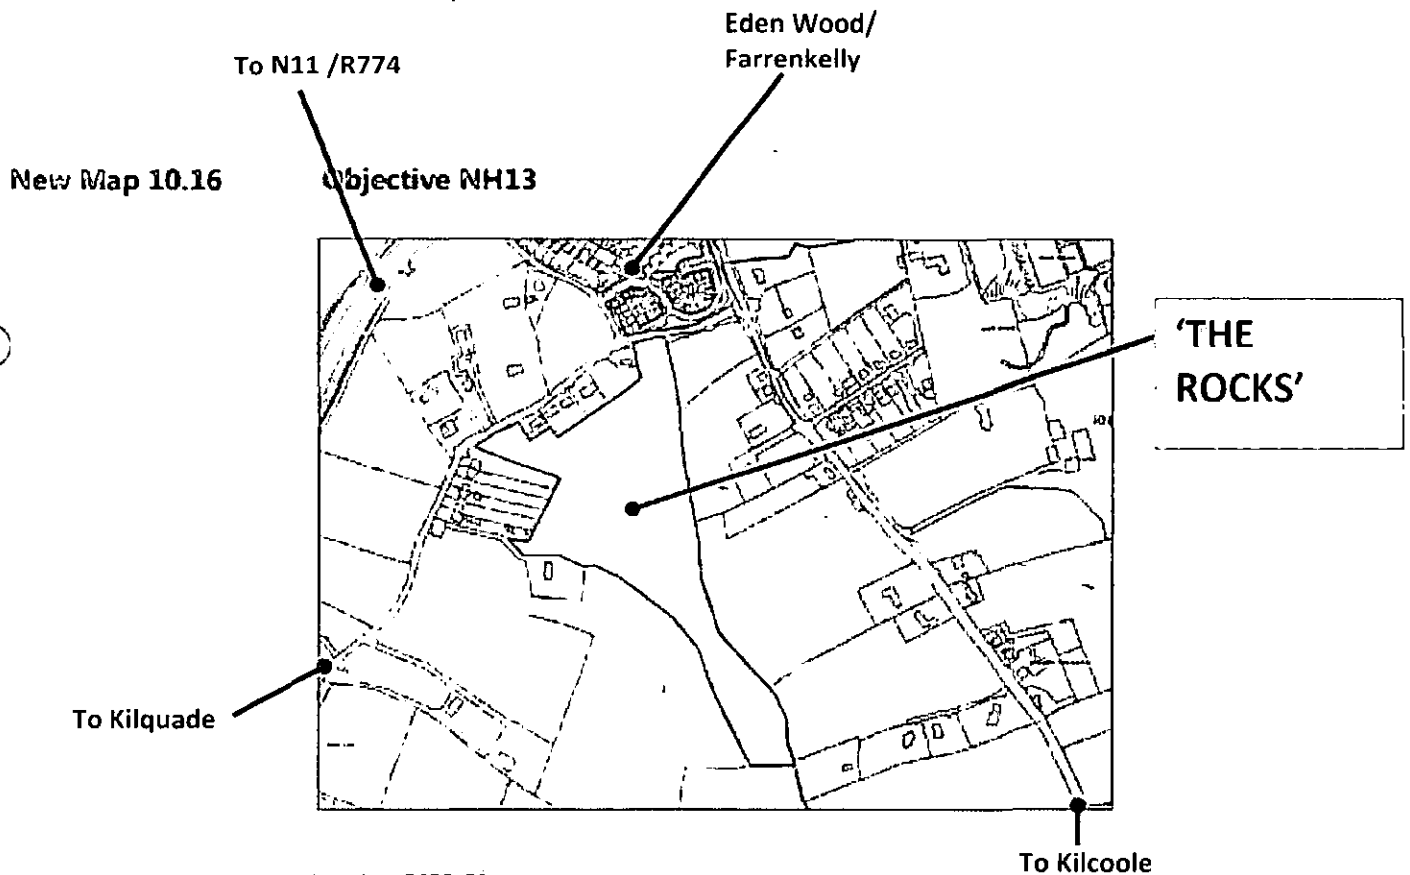 Eden Wood/
Farrenkelly
To N11 /R774
New Map 10.16 Objective NH13
'THE
ROCKS'
To Kilquade
To Kilcoole